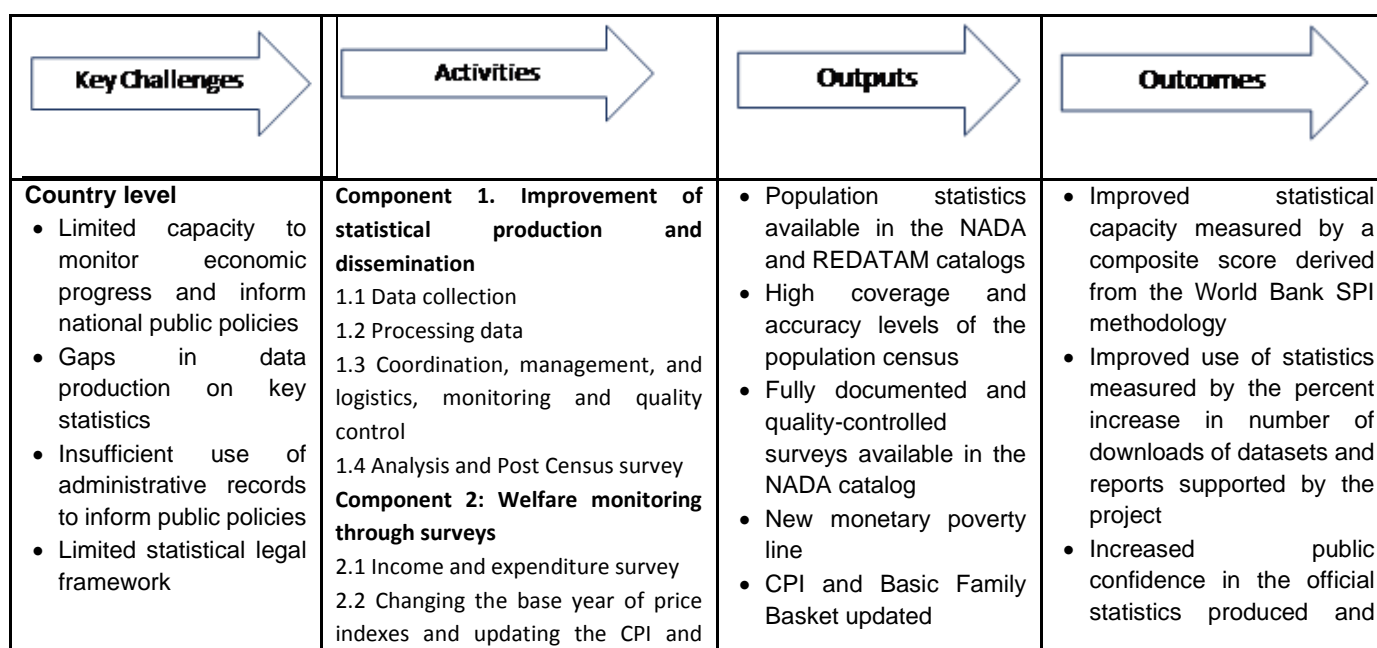 Key Challenges
Activities
Outputs
Outcomes
Country level
• Limited capacity to
monitor economic
progress and inform
national public policies
• Gaps in data
production on key
statistics
• Insufficient use of
administrative records
to inform public policies
• Limited statistical legal
framework
Component 1. Improvement of
statistical production and
dissemination
1.1 Data collection
1.2 Processing data
1.3 Coordination, management, and
logistics, monitoring and quality
control
1.4 Analysis and Post Census survey
Component 2: Welfare monitoring
through surveys
2.1 Income and expenditure survey
2.2 Changing the base year of price
indexes and updating the CPI and
• Population statistics
available in the NADA
and REDATAM catalogs
• High coverage and
accuracy levels of the
population census
• Fully documented and
quality-controlled
surveys available in the
NADA catalog
• New monetary poverty
line
• CPI and Basic Family
Basket updated
• Improved statistical
capacity measured by a
composite score derived
from the World Bank SPI
methodology
• Improved use of statistics
measured by the percent
increase in number of
downloads of datasets and
reports supported by the
project
• Increased public
confidence in the official
statistics produced and